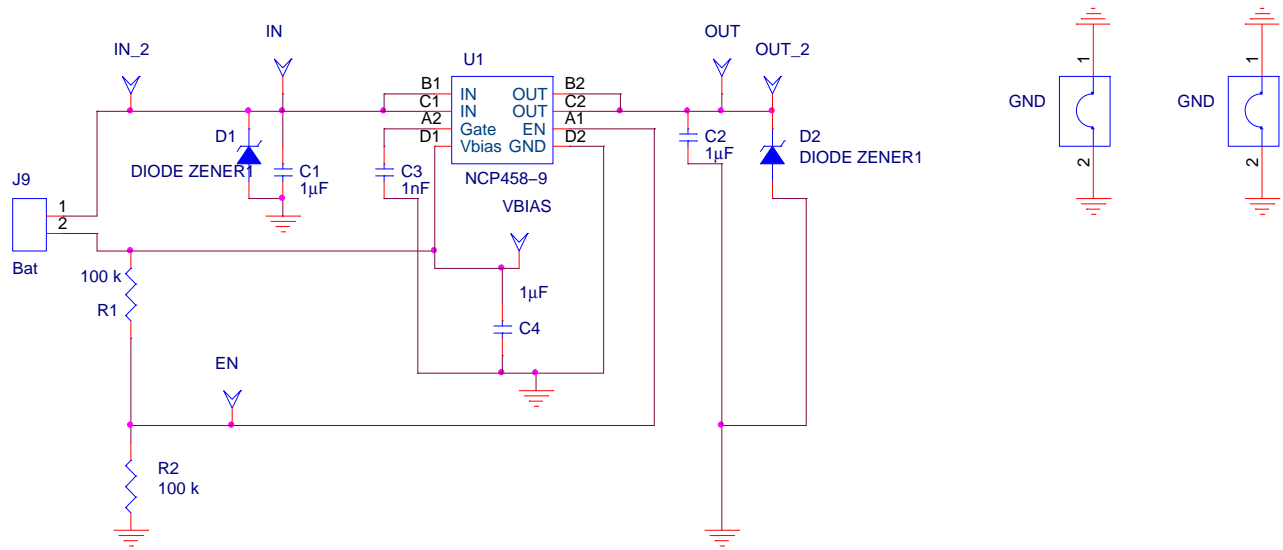 IN_2
IN
U1
OUT
OUT_2
B1 IN OUT B2
C1 IN OUT C2
A2 Gate EN A1
D1 Vbias GND D2
NCP458–9
D1
DIODE ZENER1
C1
1μF
C3
1nF
C2
1μF
D2
DIODE ZENER1
VBIAS
J9
1
2
Bat
100 k
R1
1μF
C4
EN
R2
100 k
GND
1
2
GND
1
2